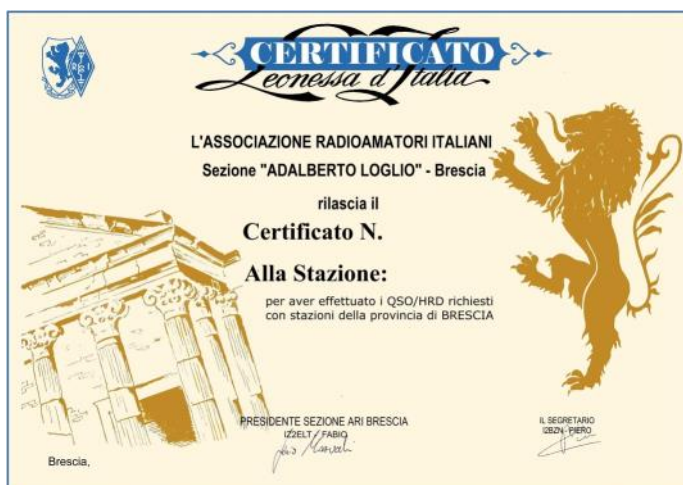 CERTIFICATO
Leonessa d'Italia
L'ASSOCIAZIONE RADIOAMATORI ITALIANI
Sezione "ADALBERTO LOGLIO" - Brescia
rilascia il
Certificato N.
Alla Stazione:
per aver effettuato i QSO/HRD richiesti
con stazioni della provincia di BRESCIA
PRESIDENTE SEZIONE ARI BRESCIA
IZ2ELT - FABIO
IL SEGRETARIO
I2BZN - PIERO
Brescia,